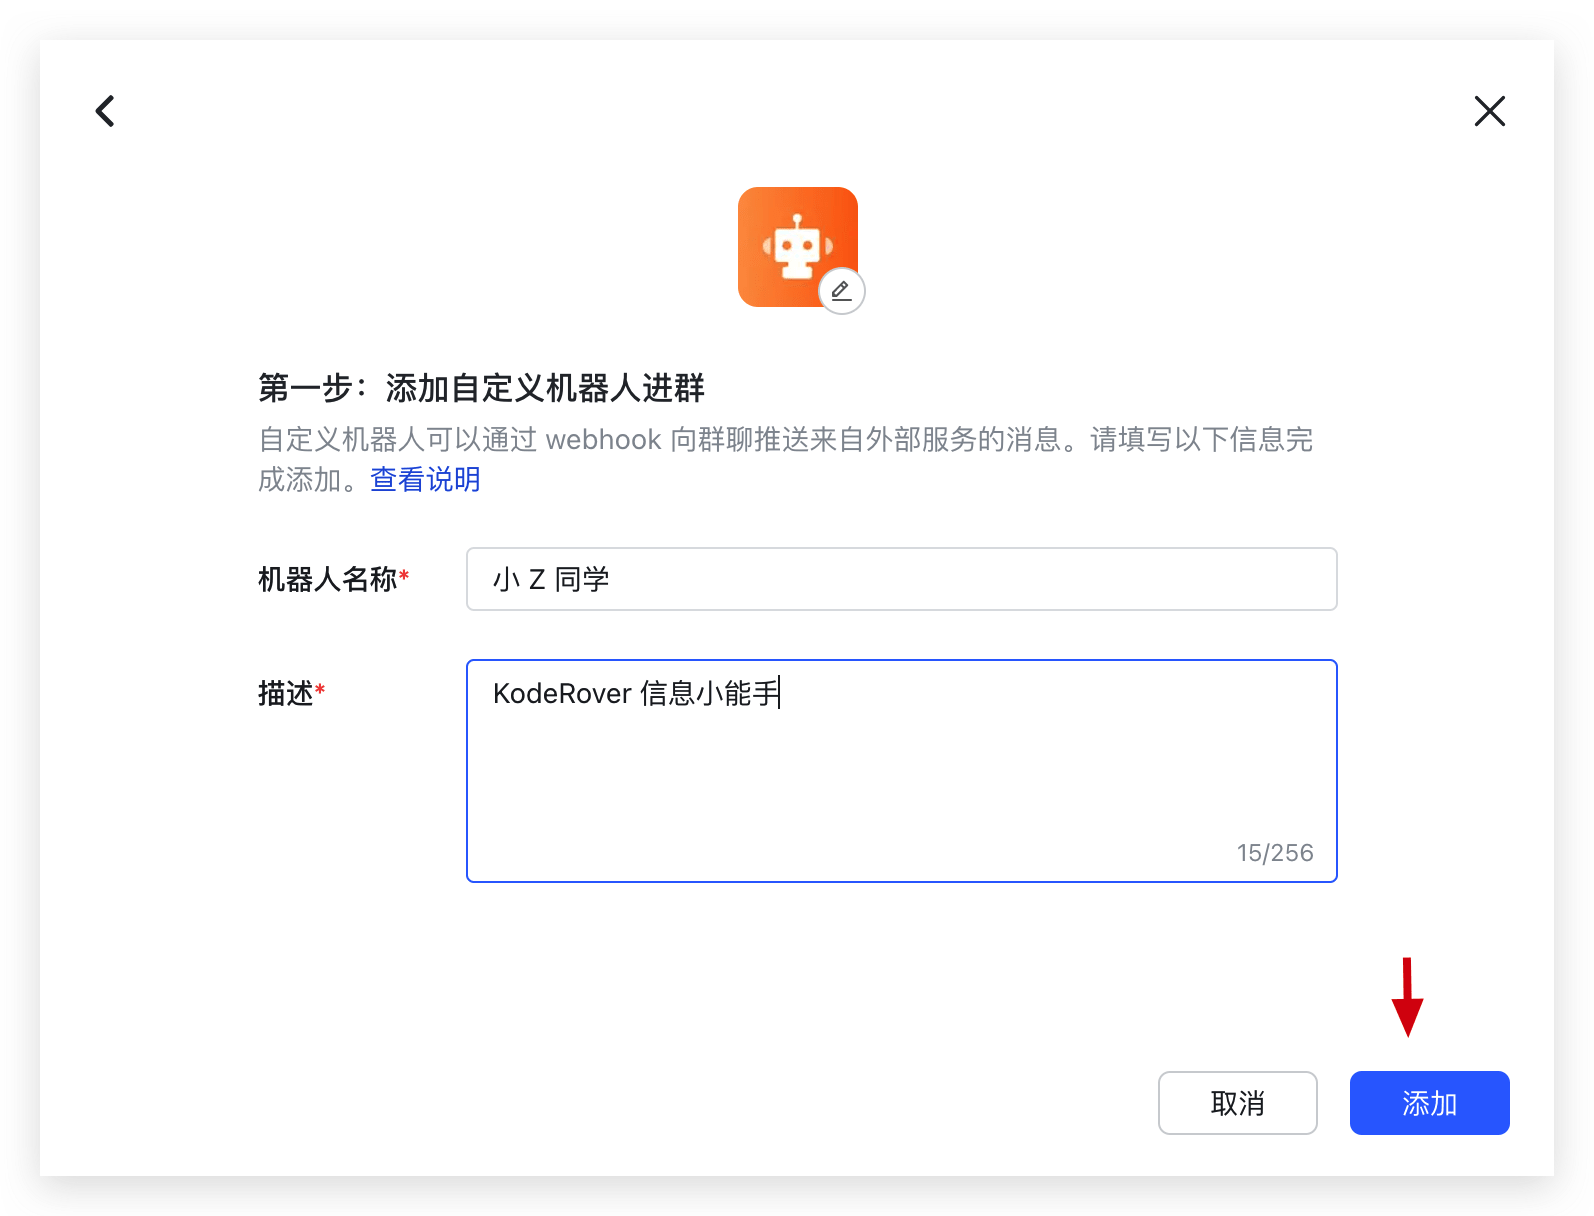 第一步：添加自定义机器人进群
自定义机器人可以通过 webhook 向群聊推送来自外部服务的消息。请填写以下信息完
成添加。查看说明
机器人名称*
小 Z 同学
描述*
KodeRover 信息小能手
15/256
取消
添加